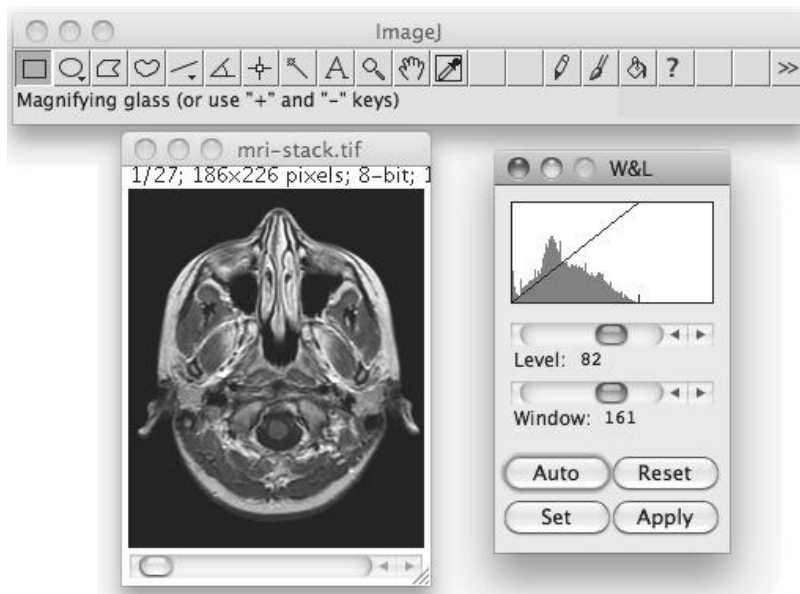 ImageJ
A ? >>
Magnifying glass (or use "+" and "-" keys)
mri-stack.tif
1/27; 186x226 pixels; 8-bit; 1
W&L
Level: 82
Window: 161
Auto Reset
Set Apply